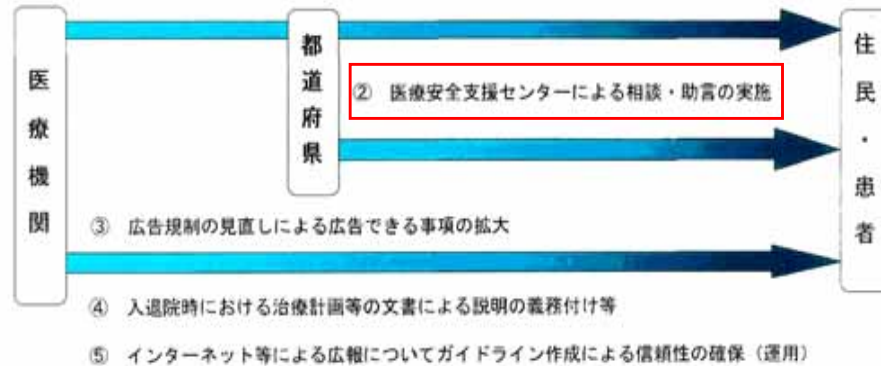 医療機関
都道府県
住民・患者
② 医療安全支援センターによる相談・助言の実施
③ 広告規制の見直しによる広告できる事項の拡大
④ 入退院時における治療計画等の文書による説明の義務付け等
⑤ インターネット等による広報についてガイドライン作成による信頼性の確保（運用）